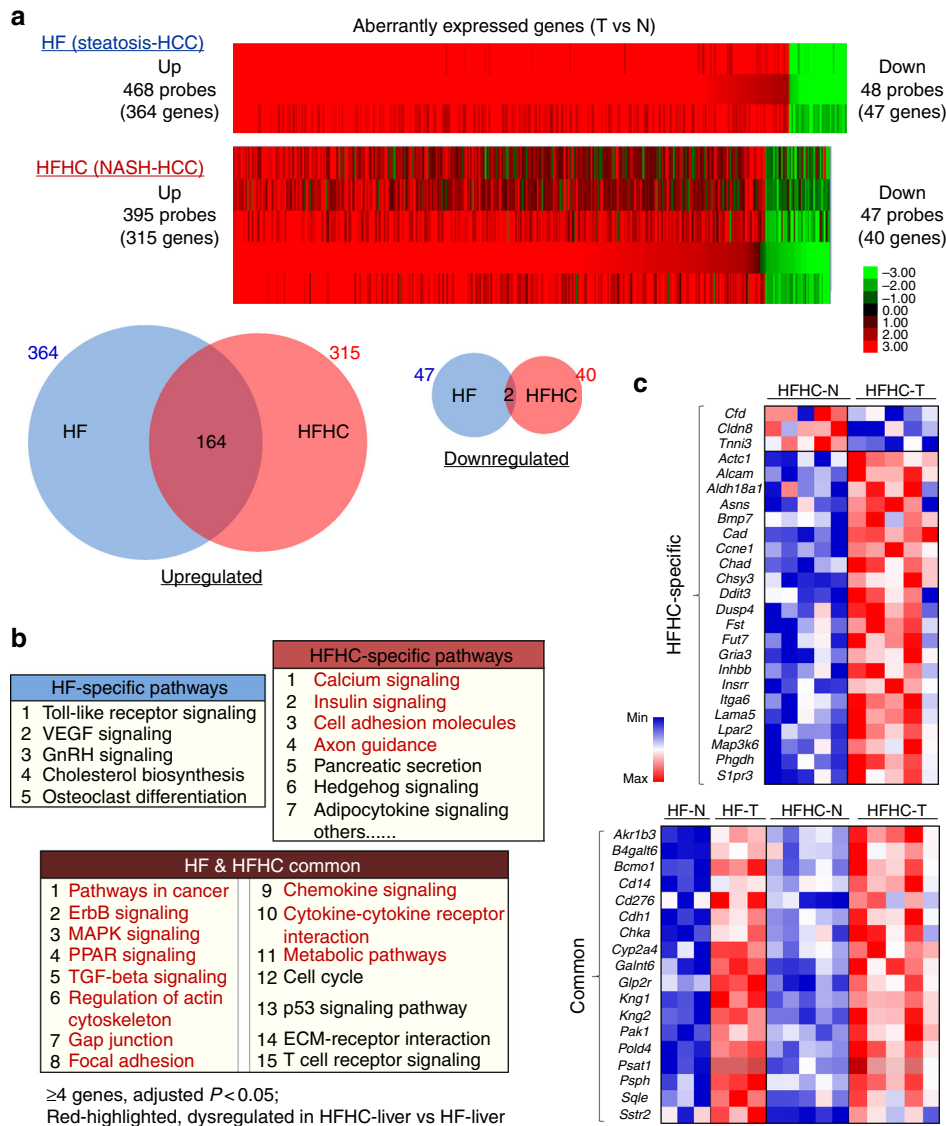 a
Aberrantly expressed genes (T vs N)
HF (steatosis-HCC)
Up
468 probes
(364 genes)
Down
48 probes
(47 genes)
HFHC (NASH-HCC)
Up
395 probes
(315 genes)
Down
47 probes
(40 genes)
–3.00
–2.00
–1.00
0.00
1.00
2.00
3.00
364
315
HF
164
HFHC
Upregulated
47
40
HF
2
HFHC
Downregulated
b
HF-specific pathways
1 Toll-like receptor signaling
2 VEGF signaling
3 GnRH signaling
4 Cholesterol biosynthesis
5 Osteoclast differentiation
HFHC-specific pathways
1 Calcium signaling
2 Insulin signaling
3 Cell adhesion molecules
4 Axon guidance
5 Pancreatic secretion
6 Hedgehog signaling
7 Adipocytokine signaling
others......
HF & HFHC common
1 Pathways in cancer
2 ErbB signaling
3 MAPK signaling
4 PPAR signaling
5 TGF-beta signaling
6 Regulation of actin
cytoskeleton
7 Gap junction
8 Focal adhesion
9 Chemokine signaling
10 Cytokine-cytokine receptor
interaction
11 Metabolic pathways
12 Cell cycle
13 p53 signaling pathway
14 ECM-receptor interaction
15 T cell receptor signaling
≥4 genes, adjusted P<0.05;
Red-highlighted, dysregulated in HFHC-liver vs HF-liver
c
HFHC-N HFHC-T
HFHC-specific
Cfd
Cldn8
Tnni3
Actc1
Alcam
Aldh18a1
Asns
Bmp7
Cad
Ccne1
Chad
Chsy3
Ddit3
Dusp4
Fst
Fut7
Gria3
Inhbb
Insrr
Itga6
Lama5
Lpar2
Map3k6
Phgdh
S1pr3
Min
Max
HF-N HF-T HFHC-N HFHC-T
Common
Akr1b3
B4galt6
Bcmo1
Cd14
Cd276
Cdh1
Chka
Cyp2a4
Galnt6
Glp2r
Kng1
Kng2
Pak1
Pold4
Psat1
Psph
Sqle
Sstr2